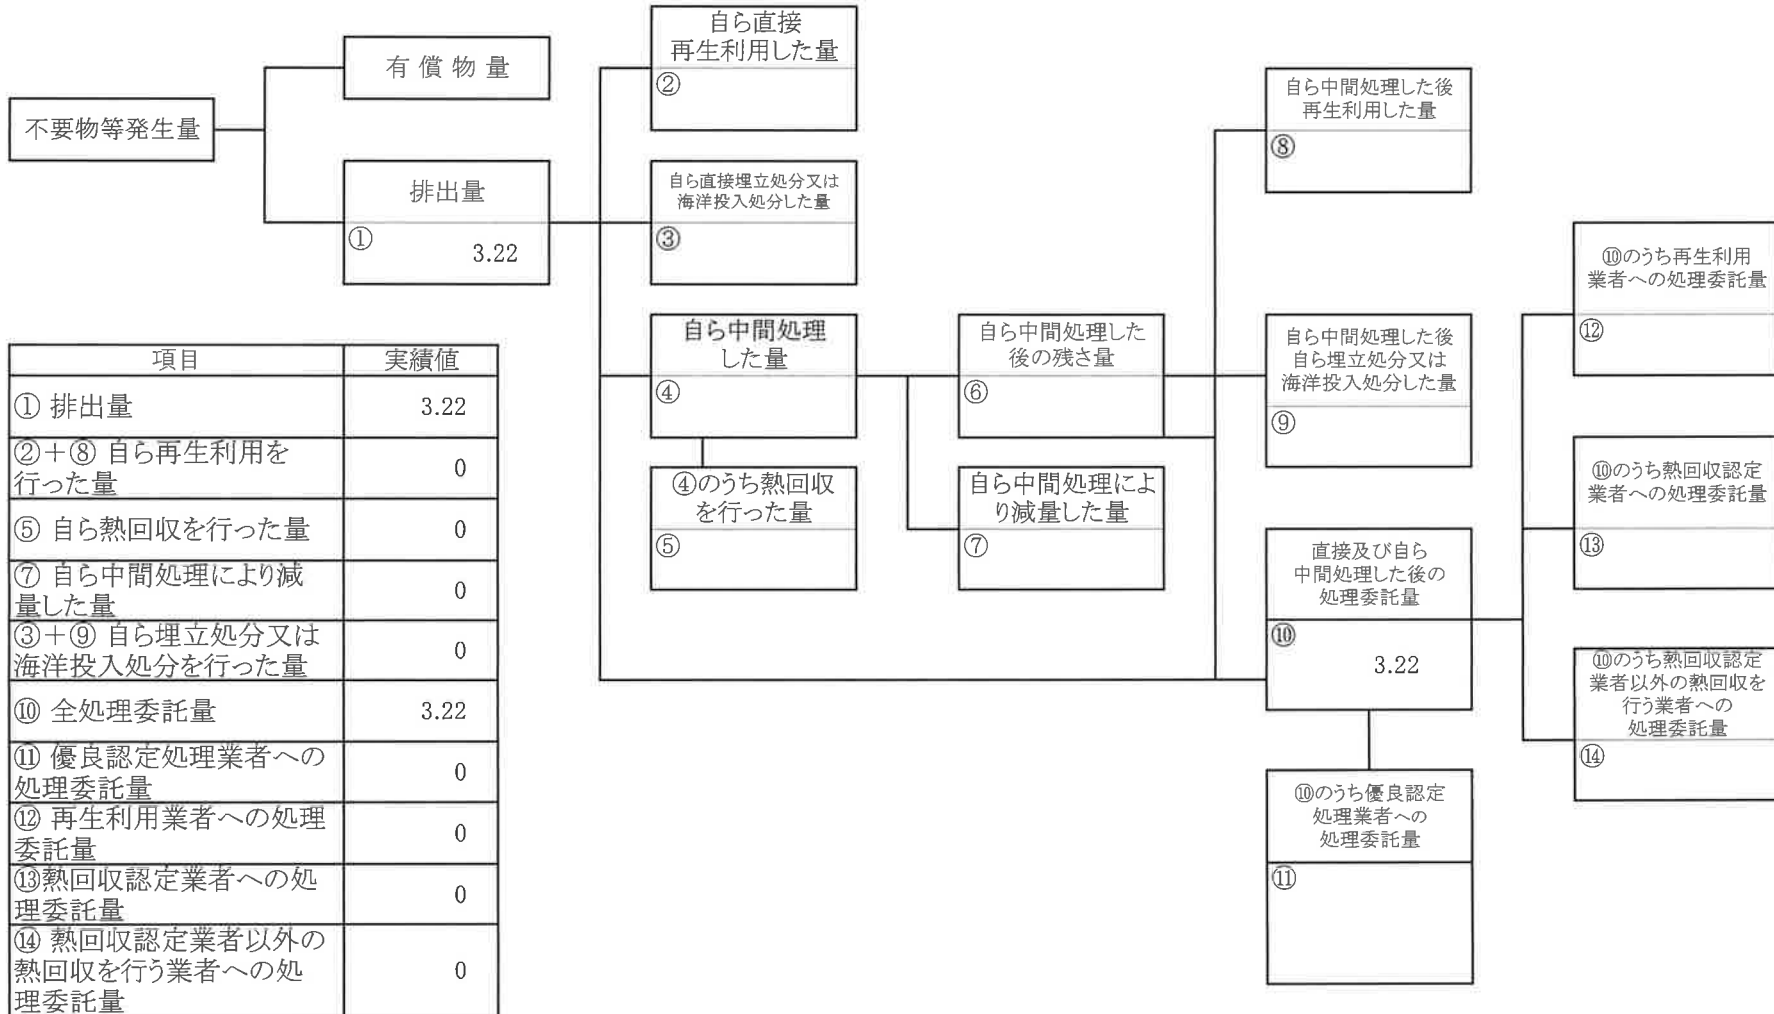 不要物等発生量
有 償 物 量
排出量
①
3.22
自ら直接
再生利用した量
②
自ら直接埋立処分又は
海洋投入処分した量
③
自ら中間処理
した量
④
④のうち熱回収
を行った量
⑤
自ら中間処理した
後の残さ量
⑥
自ら中間処理によ
り減量した量
⑦
自ら中間処理した後
再生利用した量
⑧
自ら中間処理した後
自ら埋立処分又は
海洋投入処分した量
⑨
直接及び自ら
中間処理した後の
処理委託量
⑩
3.22
⑩のうち優良認定
処理業者への
処理委託量
⑪
⑩のうち再生利用
業者への処理委託量
⑫
⑩のうち熱回収認定
業者への処理委託量
⑬
⑩のうち熱回収認定
業者以外の熱回収を
行う業者への
処理委託量
⑭
項目 実績値
① 排出量 3.22
②＋⑧ 自ら再生利用を
行った量 0
⑤ 自ら熱回収を行った量 0
⑦ 自ら中間処理により減
量した量 0
③＋⑨ 自ら埋立処分又は
海洋投入処分を行った量 0
⑩ 全処理委託量 3.22
⑪ 優良認定処理業者への
処理委託量 0
⑫ 再生利用業者への処理
委託量 0
⑬熱回収認定業者への処
理委託量 0
⑭ 熱回収認定業者以外の
熱回収を行う業者への処 0
理委託量